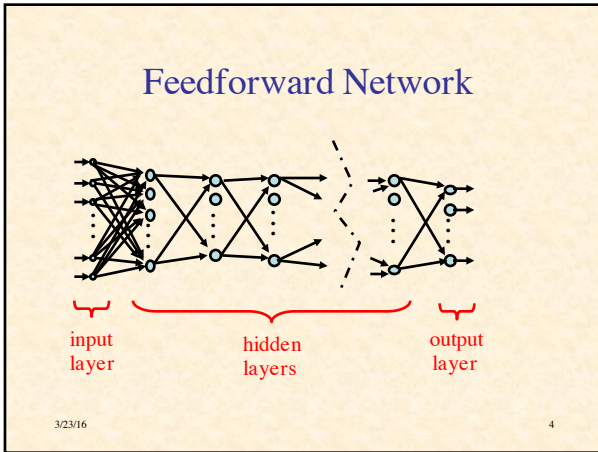 Feedforward Network
input
layer
hidden
layers
output
layer
3/23/16
4